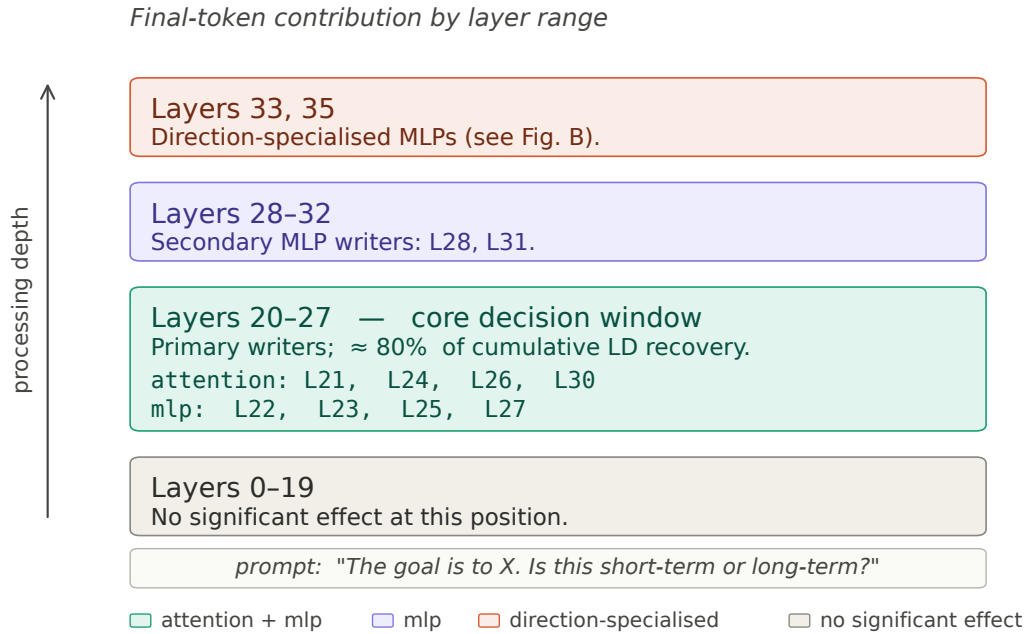 Final-token contribution by layer range
Layers 33, 35
Direction-specialised MLPs (see Fig. B).
Layers 28–32
Secondary MLP writers: L28, L31.
processing depth
Layers 20–27 — core decision window
Primary writers; ≈ 80% of cumulative LD recovery.
attention: L21, L24, L26, L30
mlp: L22, L23, L25, L27
Layers 0–19
No significant effect at this position.
prompt: "The goal is to X. Is this short-term or long-term?"
attention + mlp mlp direction-specialised no significant effect